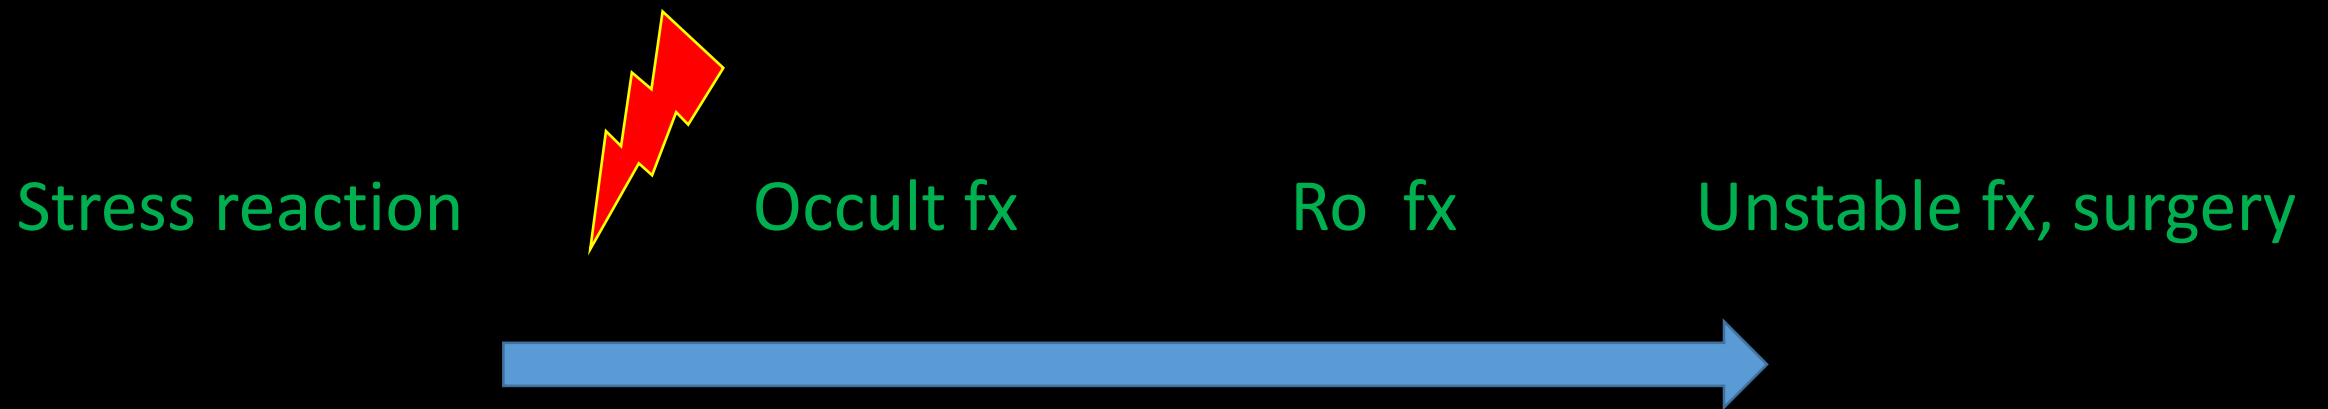 Stress reaction Occult fx Ro fx Unstable fx, surgery